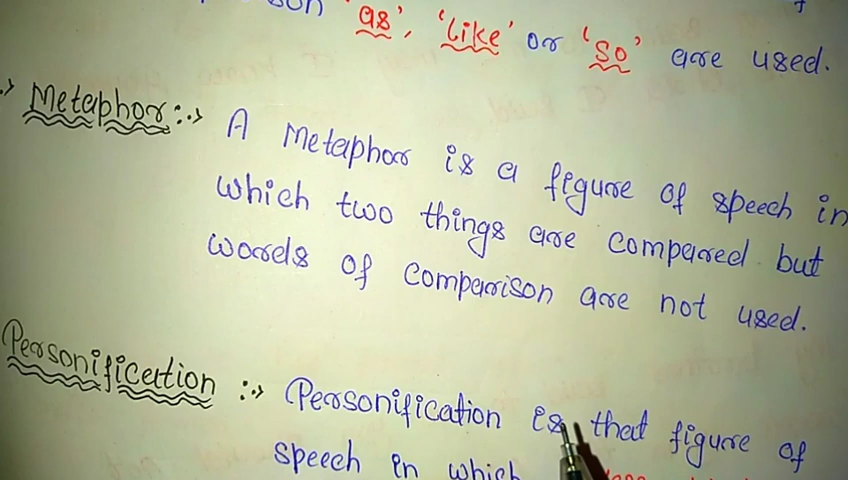 'as', 'like' or 'so' are used.
Metaphor :→ A Metaphor is a figure of speech in
which two things are compared but
words of comparison are not used.
Personification :→ Personification is that figure of
speech in which